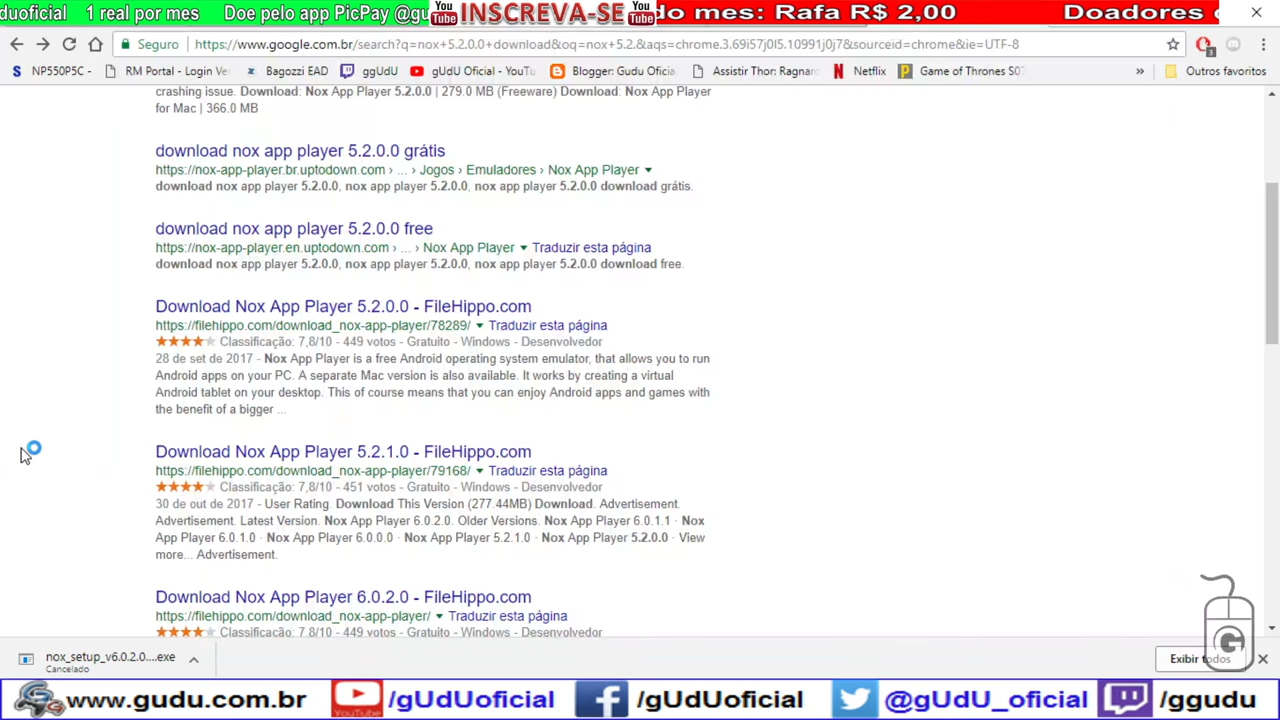 duoficial 1 real por mes Doe pelo app PicPay @gu You Tube INSCREVA-SE You Tube do mes: Rafa R$ 2,00 Doadores
Seguro https://www.google.com.br/search?q=nox+5.2.0.0+download&oq=nox+5.2.&aqs=chrome.3.69i57j0l5.10991j0j7&sourceid=chrome&ie=UTF-8
S NP550P5C - RM Portal - Login Ve Bagozzi EAD ggUdU gUdU Oficial - YouTu Blogger: Gudu Oficia Assistir Thor: Ragnaro Netflix Game of Thrones S07 » Outros favoritos
crashing issue. Download: Nox App Player 5.2.0.0 | 279.0 MB (Freeware) Download: Nox App Player
for Mac | 366.0 MB
download nox app player 5.2.0.0 grátis
https://nox-app-player.br.uptodown.com › ... › Jogos › Emuladores › Nox App Player
download nox app player 5.2.0.0, nox app player 5.2.0.0, nox app player 5.2.0.0 download grátis.
download nox app player 5.2.0.0 free
https://nox-app-player.en.uptodown.com › ... › Nox App Player Traduzir esta página
download nox app player 5.2.0.0, nox app player 5.2.0.0, nox app player 5.2.0.0 download free.
Download Nox App Player 5.2.0.0 - FileHippo.com
https://filehippo.com/download_nox-app-player/78289/ Traduzir esta página
Classificação: 7,8/10 - 449 votos - Gratuito - Windows - Desenvolvedor
28 de set de 2017 - Nox App Player is a free Android operating system emulator, that allows you to run
Android apps on your PC. A separate Mac version is also available. It works by creating a virtual
Android tablet on your desktop. This of course means that you can enjoy Android apps and games with
the benefit of a bigger ...
Download Nox App Player 5.2.1.0 - FileHippo.com
https://filehippo.com/download_nox-app-player/79168/ Traduzir esta página
Classificação: 7,8/10 - 451 votos - Gratuito - Windows - Desenvolvedor
30 de out de 2017 - User Rating. Download This Version (277.44MB) Download. Advertisement.
Advertisement. Latest Version. Nox App Player 6.0.2.0. Older Versions. Nox App Player 6.0.1.1 · Nox
App Player 6.0.1.0 · Nox App Player 6.0.0.0 · Nox App Player 5.2.1.0 · Nox App Player 5.2.0.0 · View
more... Advertisement.
Download Nox App Player 6.0.2.0 - FileHippo.com
https://filehippo.com/download_nox-app-player/ Traduzir esta página
Classificação: 7,8/10 - 449 votos - Gratuito - Windows - Desenvolvedor
nox_setup_v6.0.2.0....exe
Cancelado
Exibir todos
www.gudu.com.br YouTube /gUdUoficial /gUdUoficial @gUdU_oficial /ggudu